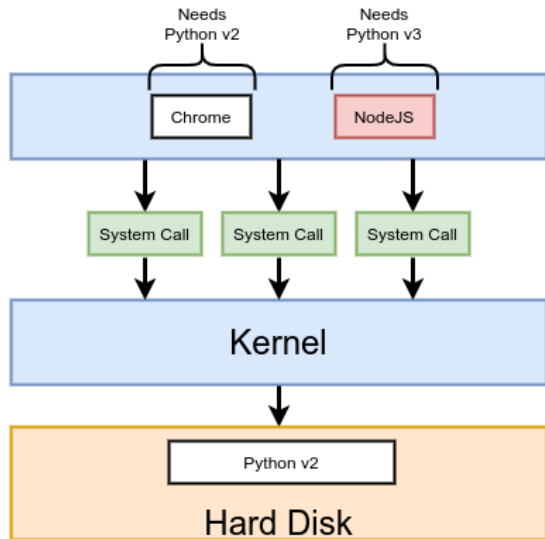 Needs
Python v2
Needs
Python v3
Chrome
NodeJS
System Call
System Call
System Call
Kernel
Python v2
Hard Disk